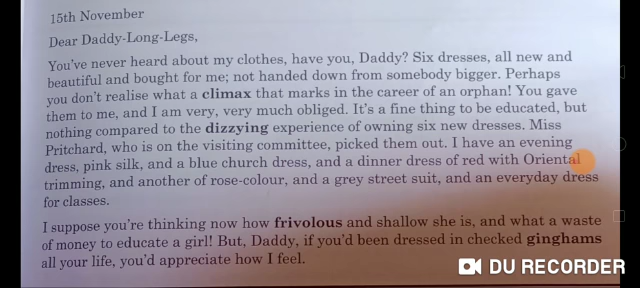 15th November
Dear Daddy-Long-Legs,
You've never heard about my clothes, have you, Daddy? Six dresses, all new and
beautiful and bought for me; not handed down from somebody bigger. Perhaps
you don't realise what a climax that marks in the career of an orphan! You gave
them to me, and I am very, very much obliged. It's a fine thing to be educated, but
nothing compared to the dizzying experience of owning six new dresses. Miss
Pritchard, who is on the visiting committee, picked them out. I have an evening
dress, pink silk, and a blue church dress, and a dinner dress of red with Oriental
trimming, and another of rose-colour, and a grey street suit, and an everyday dress
for classes.
I suppose you're thinking now how frivolous and shallow she is, and what a waste
of money to educate a girl! But, Daddy, if you'd been dressed in checked ginghams
all your life, you'd appreciate how I feel.
DU RECORDER